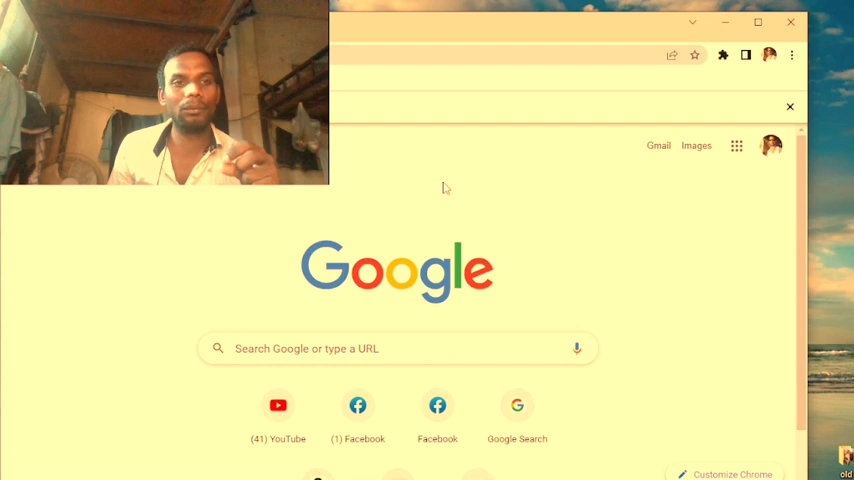 Gmail Images
Google
Search Google or type a URL
(41) YouTube (1) Facebook Facebook Google Search
Customize Chrome
old